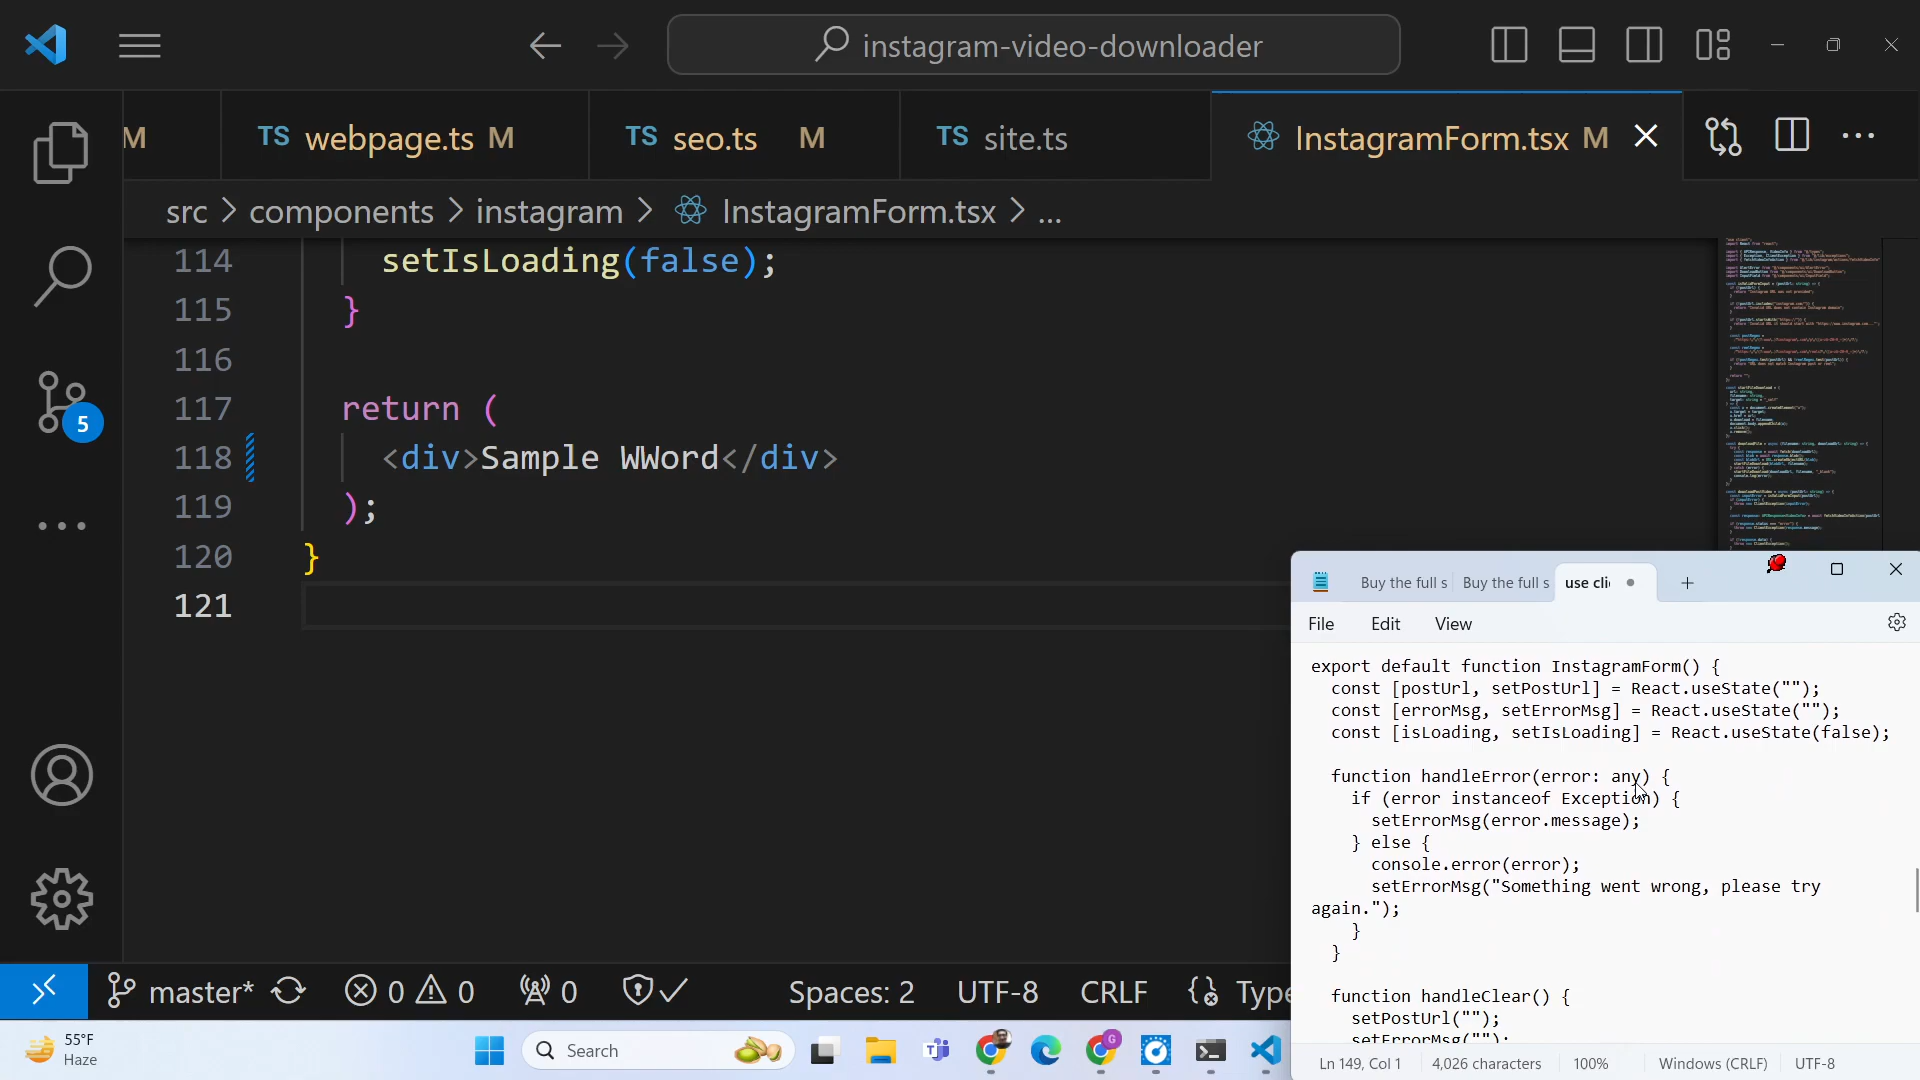 instagram-video-downloader
M
TS webpage.ts M
TS seo.ts M
TS site.ts
InstagramForm.tsx M
src > components > instagram > InstagramForm.tsx > ...
114 setIsLoading(false);
115 }
116
117 return (
118 <div>Sample WWord</div>
119 );
120 }
121
5
master* 0 0 0 Spaces: 2 UTF-8 CRLF Type
Buy the full s Buy the full s use cli
File Edit View
export default function InstagramForm() {
const [postUrl, setPostUrl] = React.useState("");
const [errorMsg, setErrorMsg] = React.useState("");
const [isLoading, setIsLoading] = React.useState(false);
function handleError(error: any) {
if (error instanceof Exception) {
setErrorMsg(error.message);
} else {
console.error(error);
setErrorMsg("Something went wrong, please try
again.");
}
}
function handleClear() {
setPostUrl("");
setErrorMsg("");
Ln 149, Col 1 4,026 characters 100% Windows (CRLF) UTF-8
55°F
Haze
Search